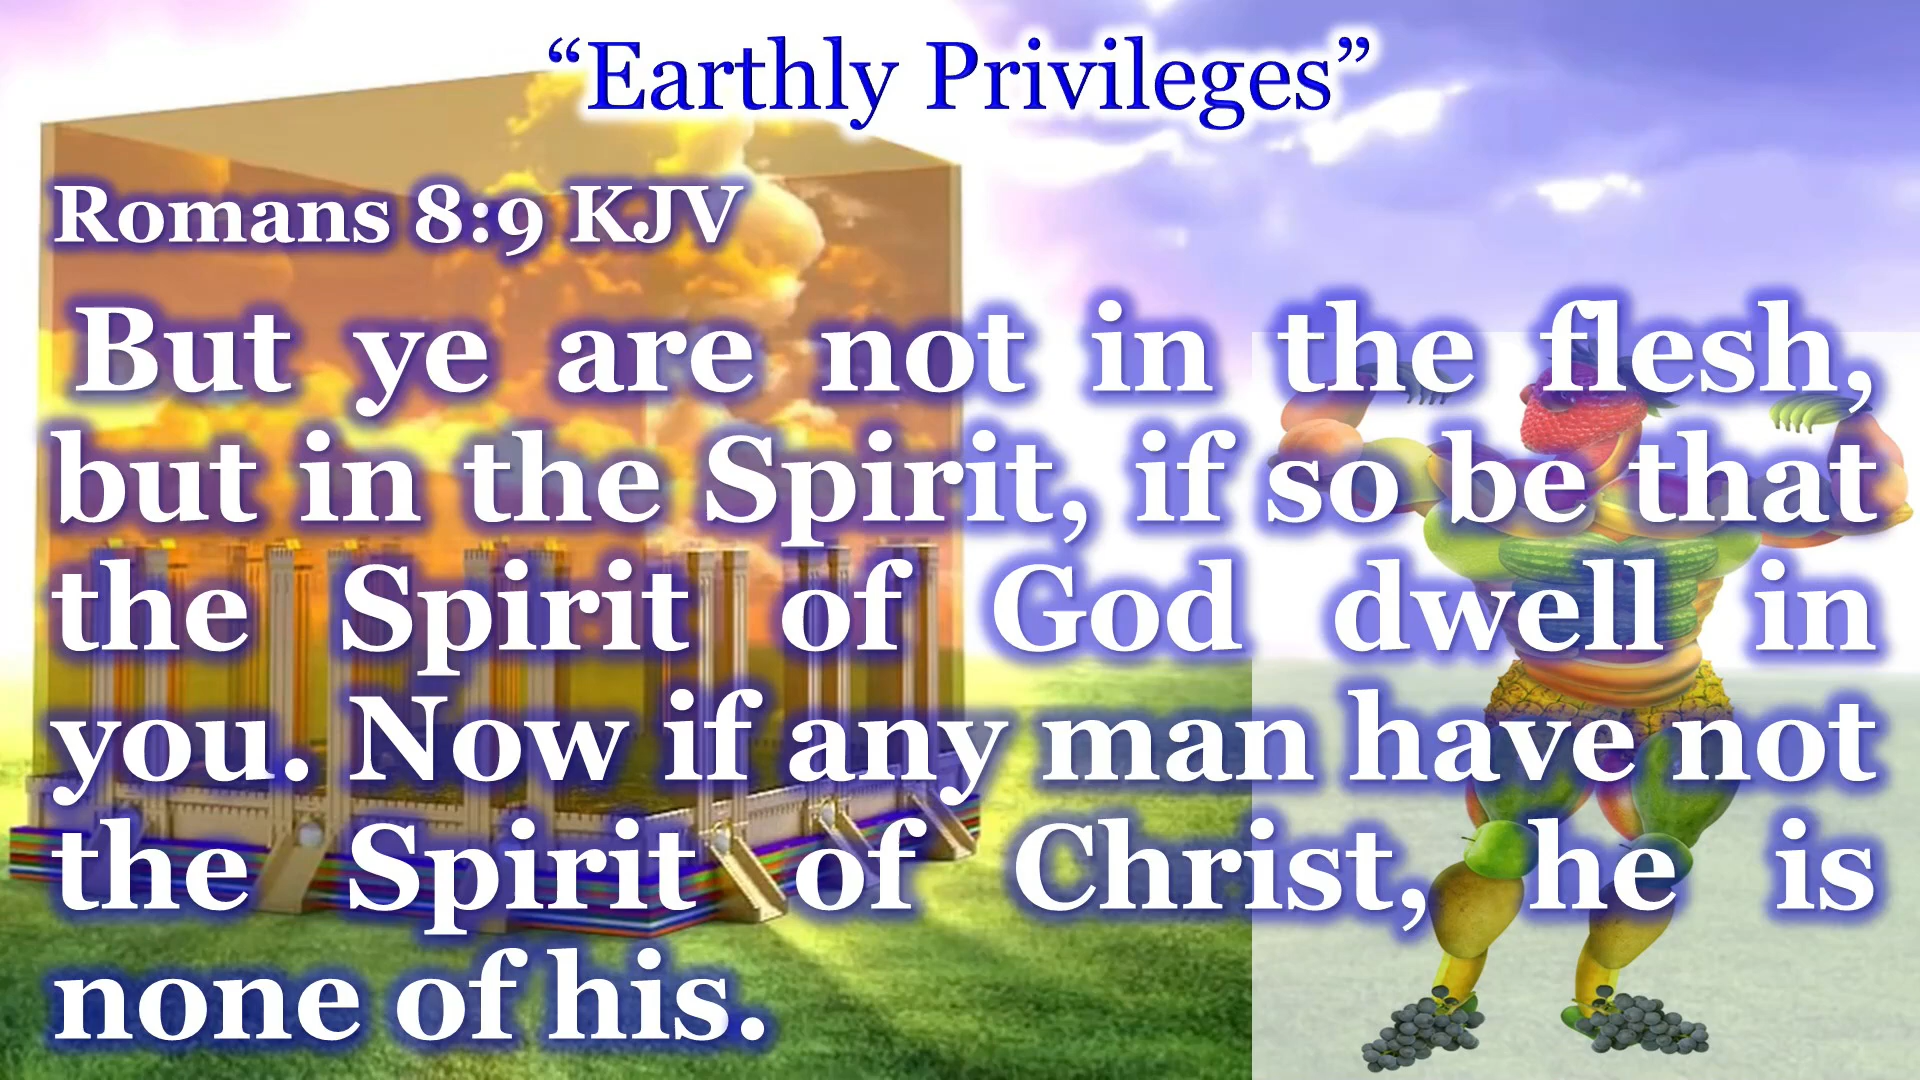 “Earthly Privileges”
Romans 8:9 KJV
But ye are not in the flesh,
but in the Spirit, if so be that
the Spirit of God dwell in
you. Now if any man have not
the Spirit of Christ, he is
none of his.